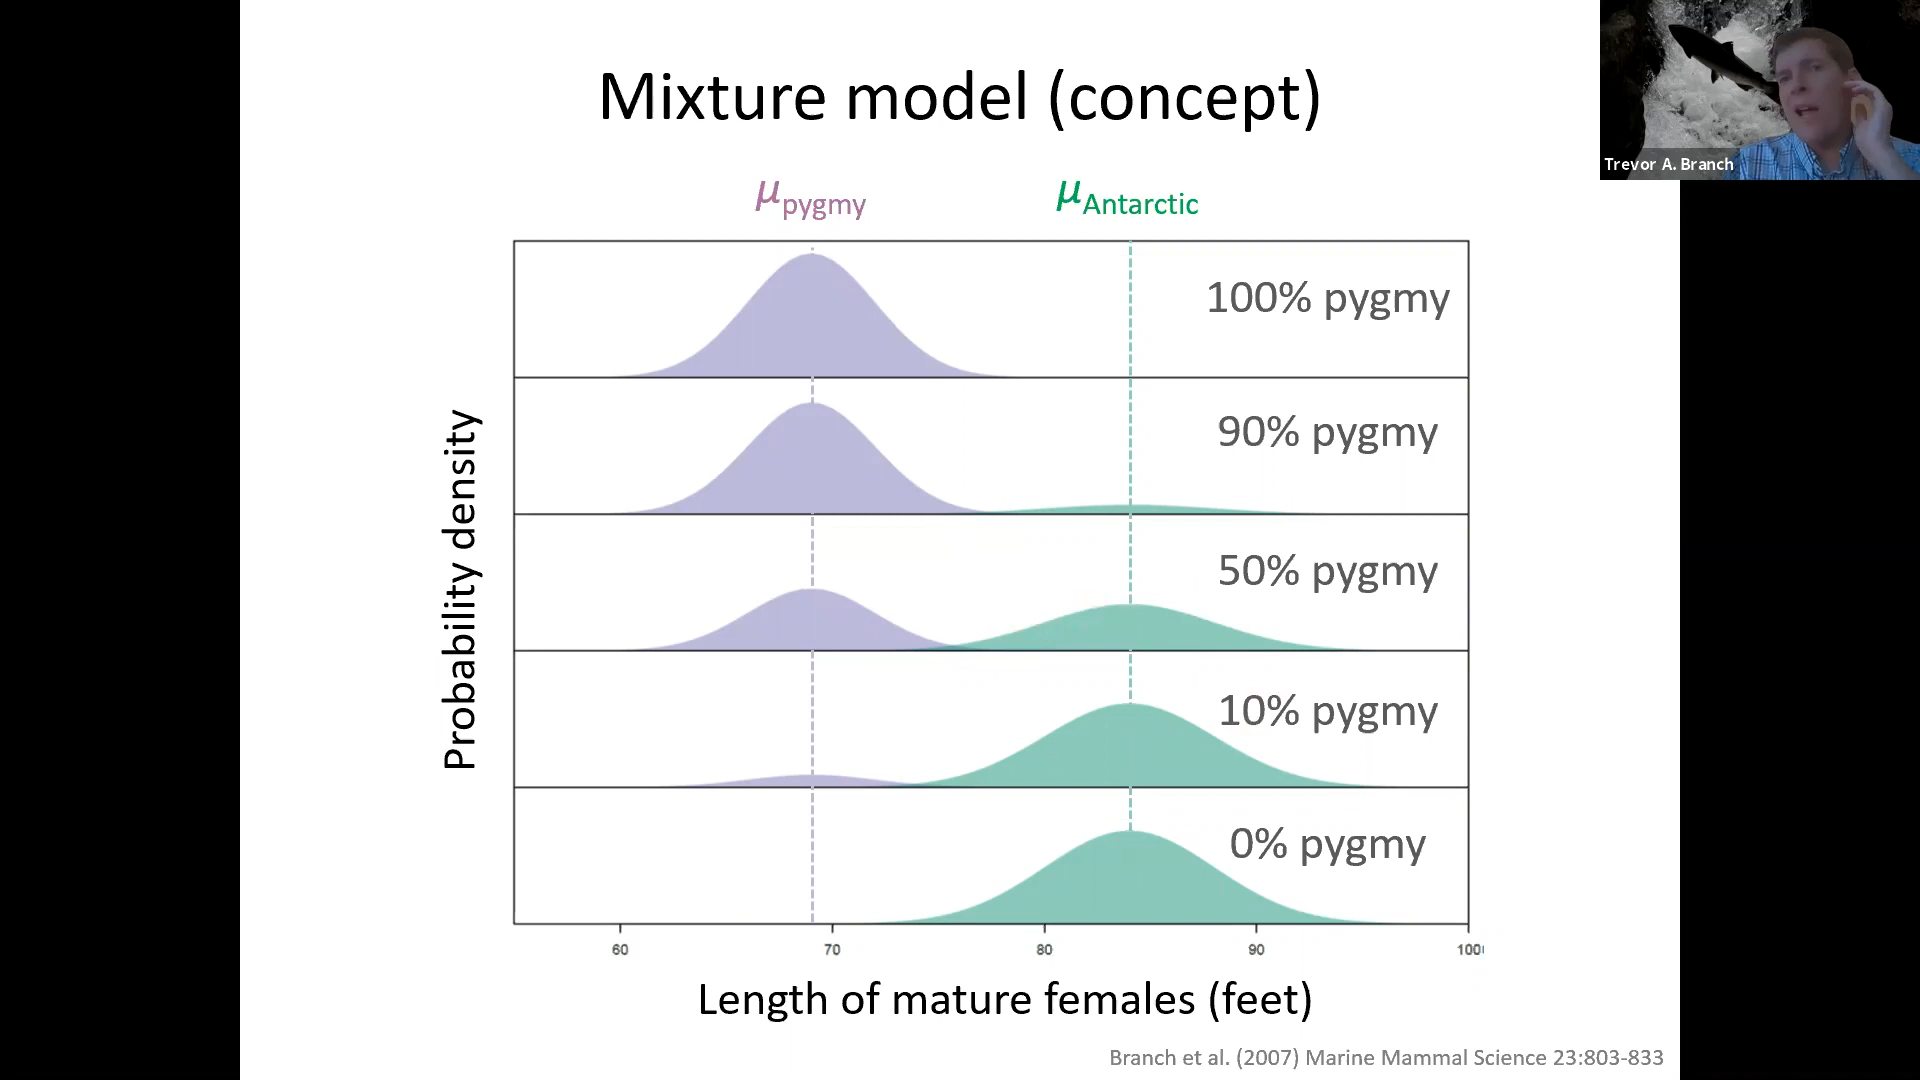 Mixture model (concept)
Trevor A. Branch
μpygmy
μAntarctic
100% pygmy
90% pygmy
50% pygmy
10% pygmy
0% pygmy
Probability density
60 70 80 90 100
Length of mature females (feet)
Branch et al. (2007) Marine Mammal Science 23:803-833